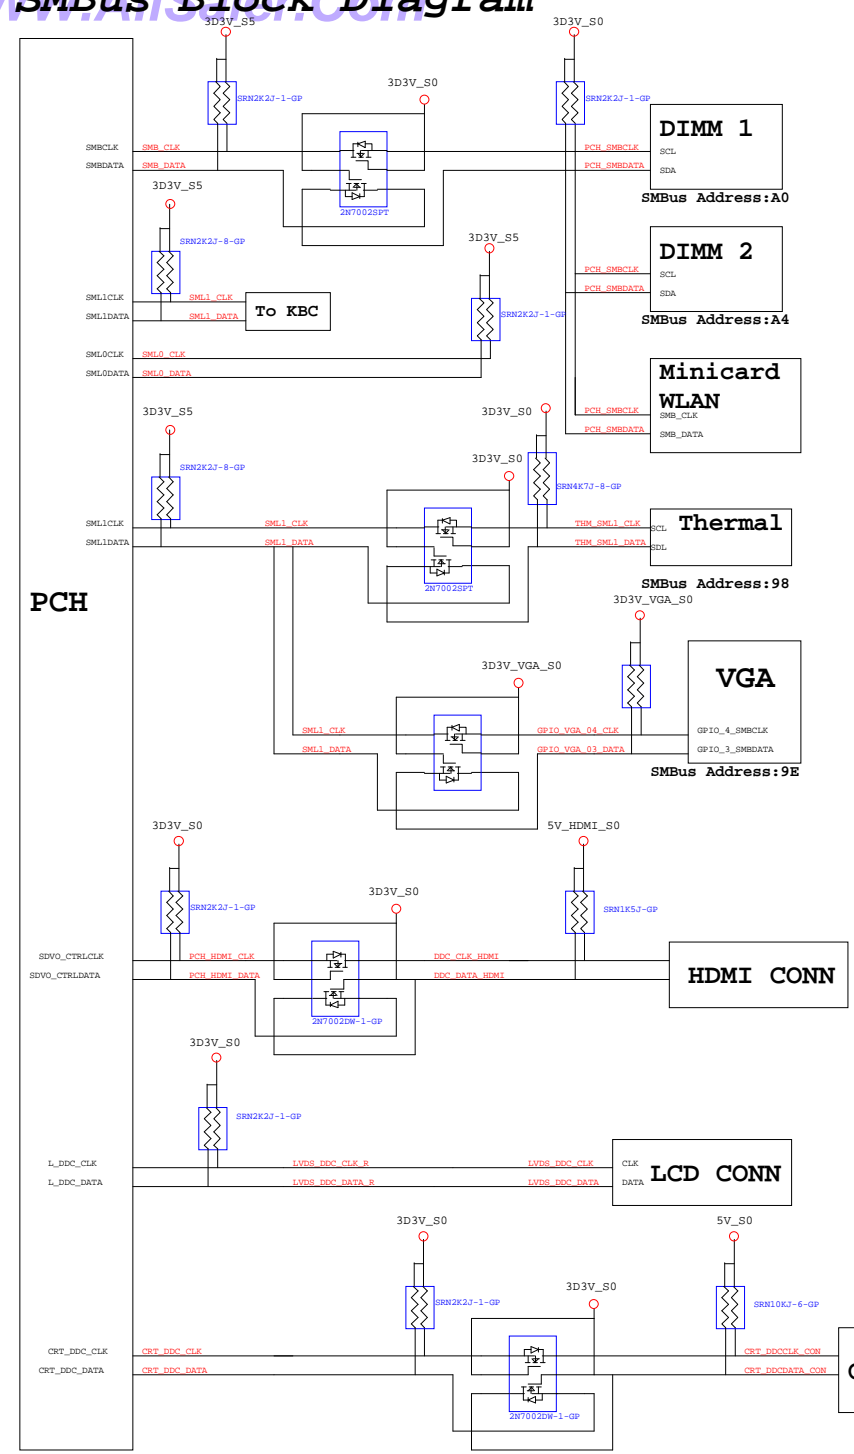 www.AliSaler.Com
SMBus Block Diagram
3D3V_S5
3D3V_S0
SRN2K2J-1-GP
3D3V_S0
SRN2K2J-1-GP
DIMM 1
SMBCLK
SMB_CLK
PCH_SMBCLK
SCL
SMBDATA
SMB_DATA
PCH_SMBDATA
SDA
2N7002SPT
SMBus Address:A0
3D3V_S5
SRN2K2J-8-GP
3D3V_S5
DIMM 2
PCH_SMBCLK
SCL
PCH_SMBDATA
SDA
SML1CLK
SML1_CLK
SML1DATA
SML1_DATA
To KBC
SRN2K2J-1-GP
SMBus Address:A4
SML0CLK
SML0_CLK
SML0DATA
SML0_DATA
Minicard
WLAN
PCH_SMBCLK
SMB_CLK
PCH_SMBDATA
SMB_DATA
3D3V_S5
3D3V_S0
SRN2K2J-8-GP
3D3V_S0
SRN4K7J-8-GP
SML1CLK
SML1_CLK
THM_SML1_CLK
SCL
Thermal
SML1DATA
SML1_DATA
THM_SML1_DATA
SDL
2N7002SPT
SMBus Address:98
PCH
3D3V_VGA_S0
3D3V_VGA_S0
VGA
SML1_CLK
GPIO_VGA_04_CLK
GPIO_4_SMBCLK
SML1_DATA
GPIO_VGA_03_DATA
GPIO_3_SMBDATA
SMBus Address:9E
3D3V_S0
5V_HDMI_S0
SRN2K2J-1-GP
3D3V_S0
SRN1K5J-GP
SDVO_CTRLCLK
PCH_HDMI_CLK
DDC_CLK_HDMI
SDVO_CTRLDATA
PCH_HDMI_DATA
DDC_DATA_HDMI
HDMI CONN
2N7002DW-1-GP
3D3V_S0
SRN2K2J-1-GP
L_DDC_CLK
LVDS_DDC_CLK_R
LVDS_DDC_CLK
CLK
L_DDC_DATA
LVDS_DDC_DATA_R
LVDS_DDC_DATA
DATA
LCD CONN
3D3V_S0
5V_S0
SRN2K2J-1-GP
3D3V_S0
SRN10KJ-6-GP
CRT_DDC_CLK
CRT_DDC_CLK
CRT_DDCCLK_CON
CRT_DDC_DATA
CRT_DDC_DATA
CRT_DDCDATA_CON
2N7002DW-1-GP